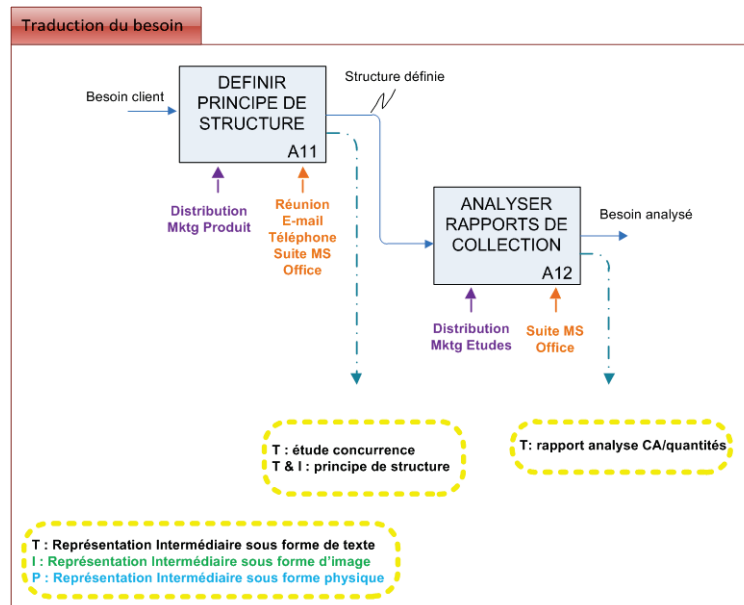 Traduction du besoin
Besoin client
DEFINIR
PRINCIPE DE
STRUCTURE
A11
Structure définie
Distribution
Mktg Produit
Réunion
E-mail
Téléphone
Suite MS
Office
ANALYSER
RAPPORTS DE
COLLECTION
A12
Besoin analysé
Distribution
Mktg Etudes
Suite MS
Office
T : étude concurrence
T & I : principe de structure
T: rapport analyse CA/quantités
T : Représentation Intermédiaire sous forme de texte
I : Représentation Intermédiaire sous forme d'image
P : Représentation Intermédiaire sous forme physique